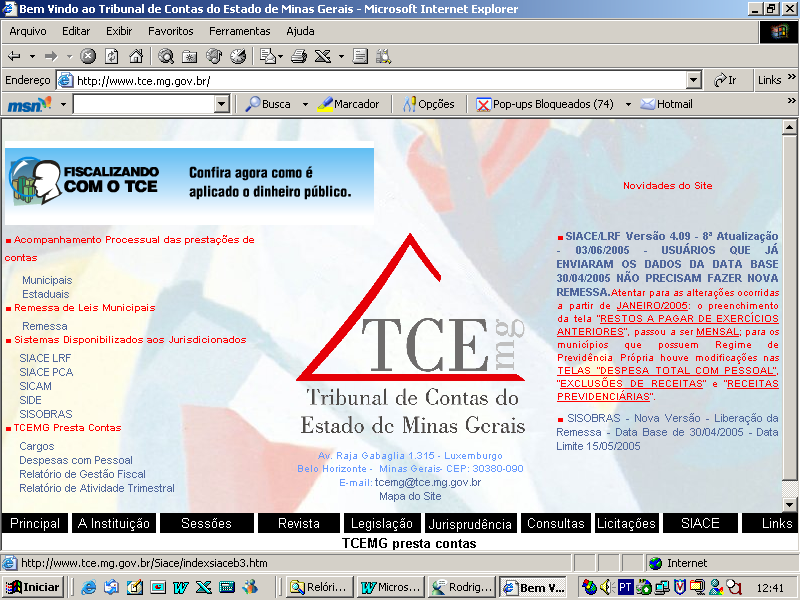 Bem Vindo ao Tribunal de Contas do Estado de Minas Gerais - Microsoft Internet Explorer
Arquivo Editar Exibir Favoritos Ferramentas Ajuda
Endereço http://www.tce.mg.gov.br/ Ir Links »
msn Busca Marcador Opções Pop-ups Bloqueados (74) Hotmail »
FISCALIZANDO
COM O TCE
Confira agora como é
aplicado o dinheiro público.
Acompanhamento Processual das prestações de
contas
Municipais
Estaduais
Remessa de Leis Municipais
Remessa
Sistemas Disponibilizados aos Jurisdicionados
SIACE LRF
SIACE PCA
SICAM
SIDE
SISOBRAS
TCEMG Presta Contas
Cargos
Despesas com Pessoal
Relatório de Gestão Fiscal
Relatório de Atividade Trimestral
TCE mg
Tribunal de Contas do
Estado de Minas Gerais
Av. Raja Gabaglia 1.315 - Luxemburgo
Belo Horizonte - Minas Gerais- CEP: 30380-090
E-mail: tcemg@tce.mg.gov.br
Mapa do Site
Novidades do Site
SIACE/LRF Versão 4.09 - 8ª Atualização
- 03/06/2005 - USUÁRIOS QUE JÁ
ENVIARAM OS DADOS DA DATA BASE
30/04/2005 NÃO PRECISAM FAZER NOVA
REMESSA.Atentar para as alterações ocorridas
a partir de JANEIRO/2005: o preenchimento
da tela "RESTOS A PAGAR DE EXERCÍCIOS
ANTERIORES", passou a ser MENSAL; para os
municípios que possuem Regime de
Previdência Própria houve modificações nas
TELAS "DESPESA TOTAL COM PESSOAL",
"EXCLUSÕES DE RECEITAS" e "RECEITAS
PREVIDENCIÁRIAS".
SISOBRAS - Nova Versão - Liberação da
Remessa - Data Base de 30/04/2005 - Data
Limite 15/05/2005
Principal A Instituição Sessões Revista Legislação Jurisprudência Consultas Licitações SIACE Links
TCEMG presta contas
http://www.tce.mg.gov.br/Siace/indexsiaceb3.htm Internet
Iniciar Relóri... Micros... Rodrig... Bem V... PT 12:41